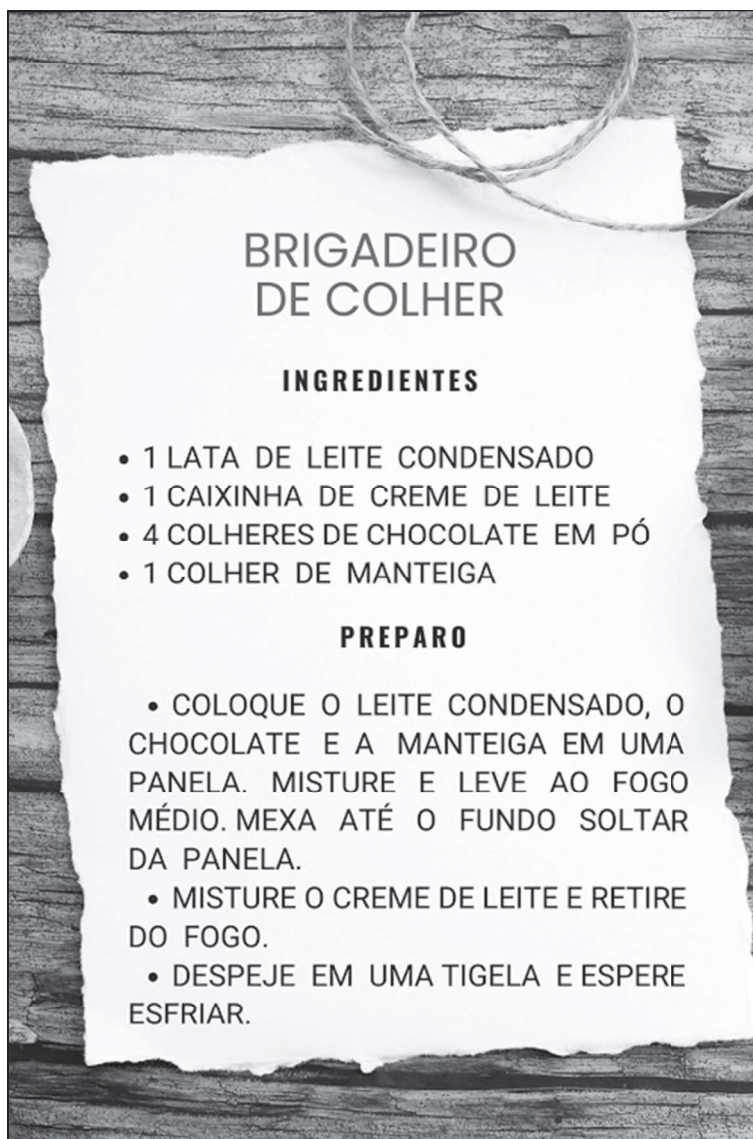 BRIGADEIRO
DE COLHER
INGREDIENTES
• 1 LATA DE LEITE CONDENSADO
• 1 CAIXINHA DE CREME DE LEITE
• 4 COLHERES DE CHOCOLATE EM PÓ
• 1 COLHER DE MANTEIGA
PREPARO
• COLOQUE O LEITE CONDENSADO, O
CHOCOLATE E A MANTEIGA EM UMA
PANELA. MISTURE E LEVE AO FOGO
MÉDIO. MEXA ATÉ O FUNDO SOLTAR
DA PANELA.
• MISTURE O CREME DE LEITE E RETIRE
DO FOGO.
• DESPEJE EM UMA TIGELA E ESPERE
ESFRIAR.